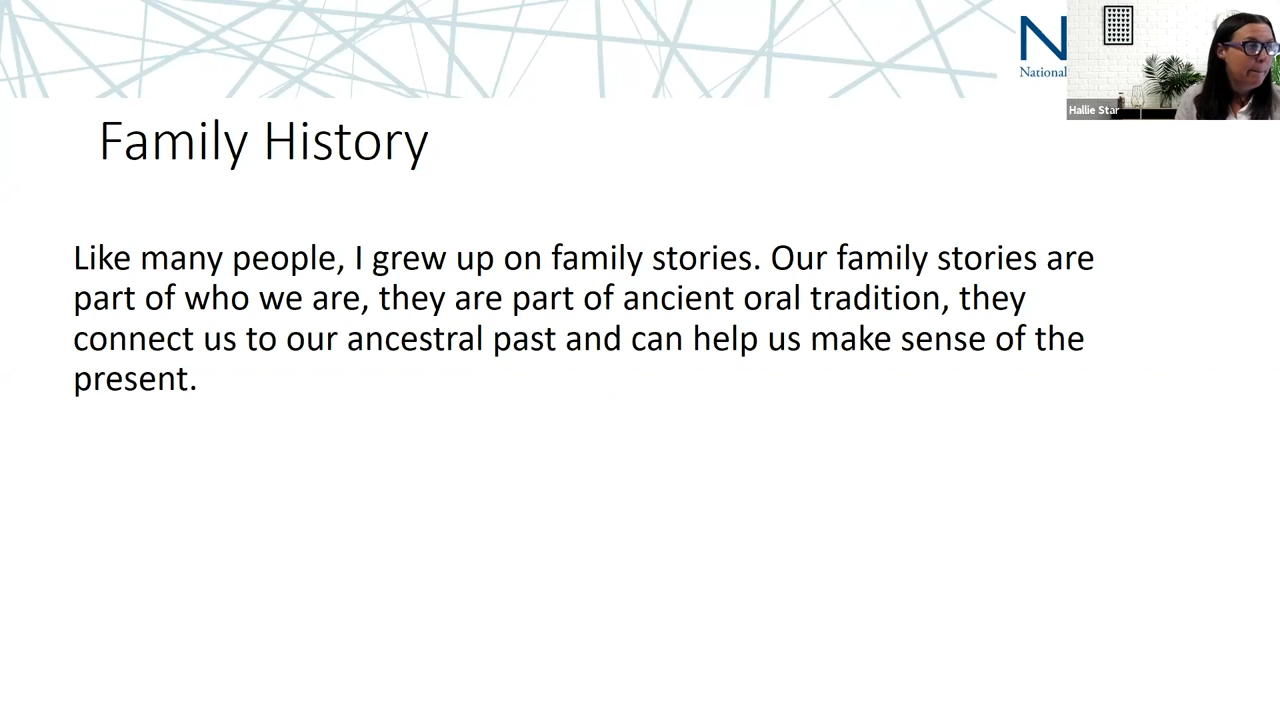 N
National
Hallie Star
Family History
Like many people, I grew up on family stories. Our family stories are
part of who we are, they are part of ancient oral tradition, they
connect us to our ancestral past and can help us make sense of the
present.